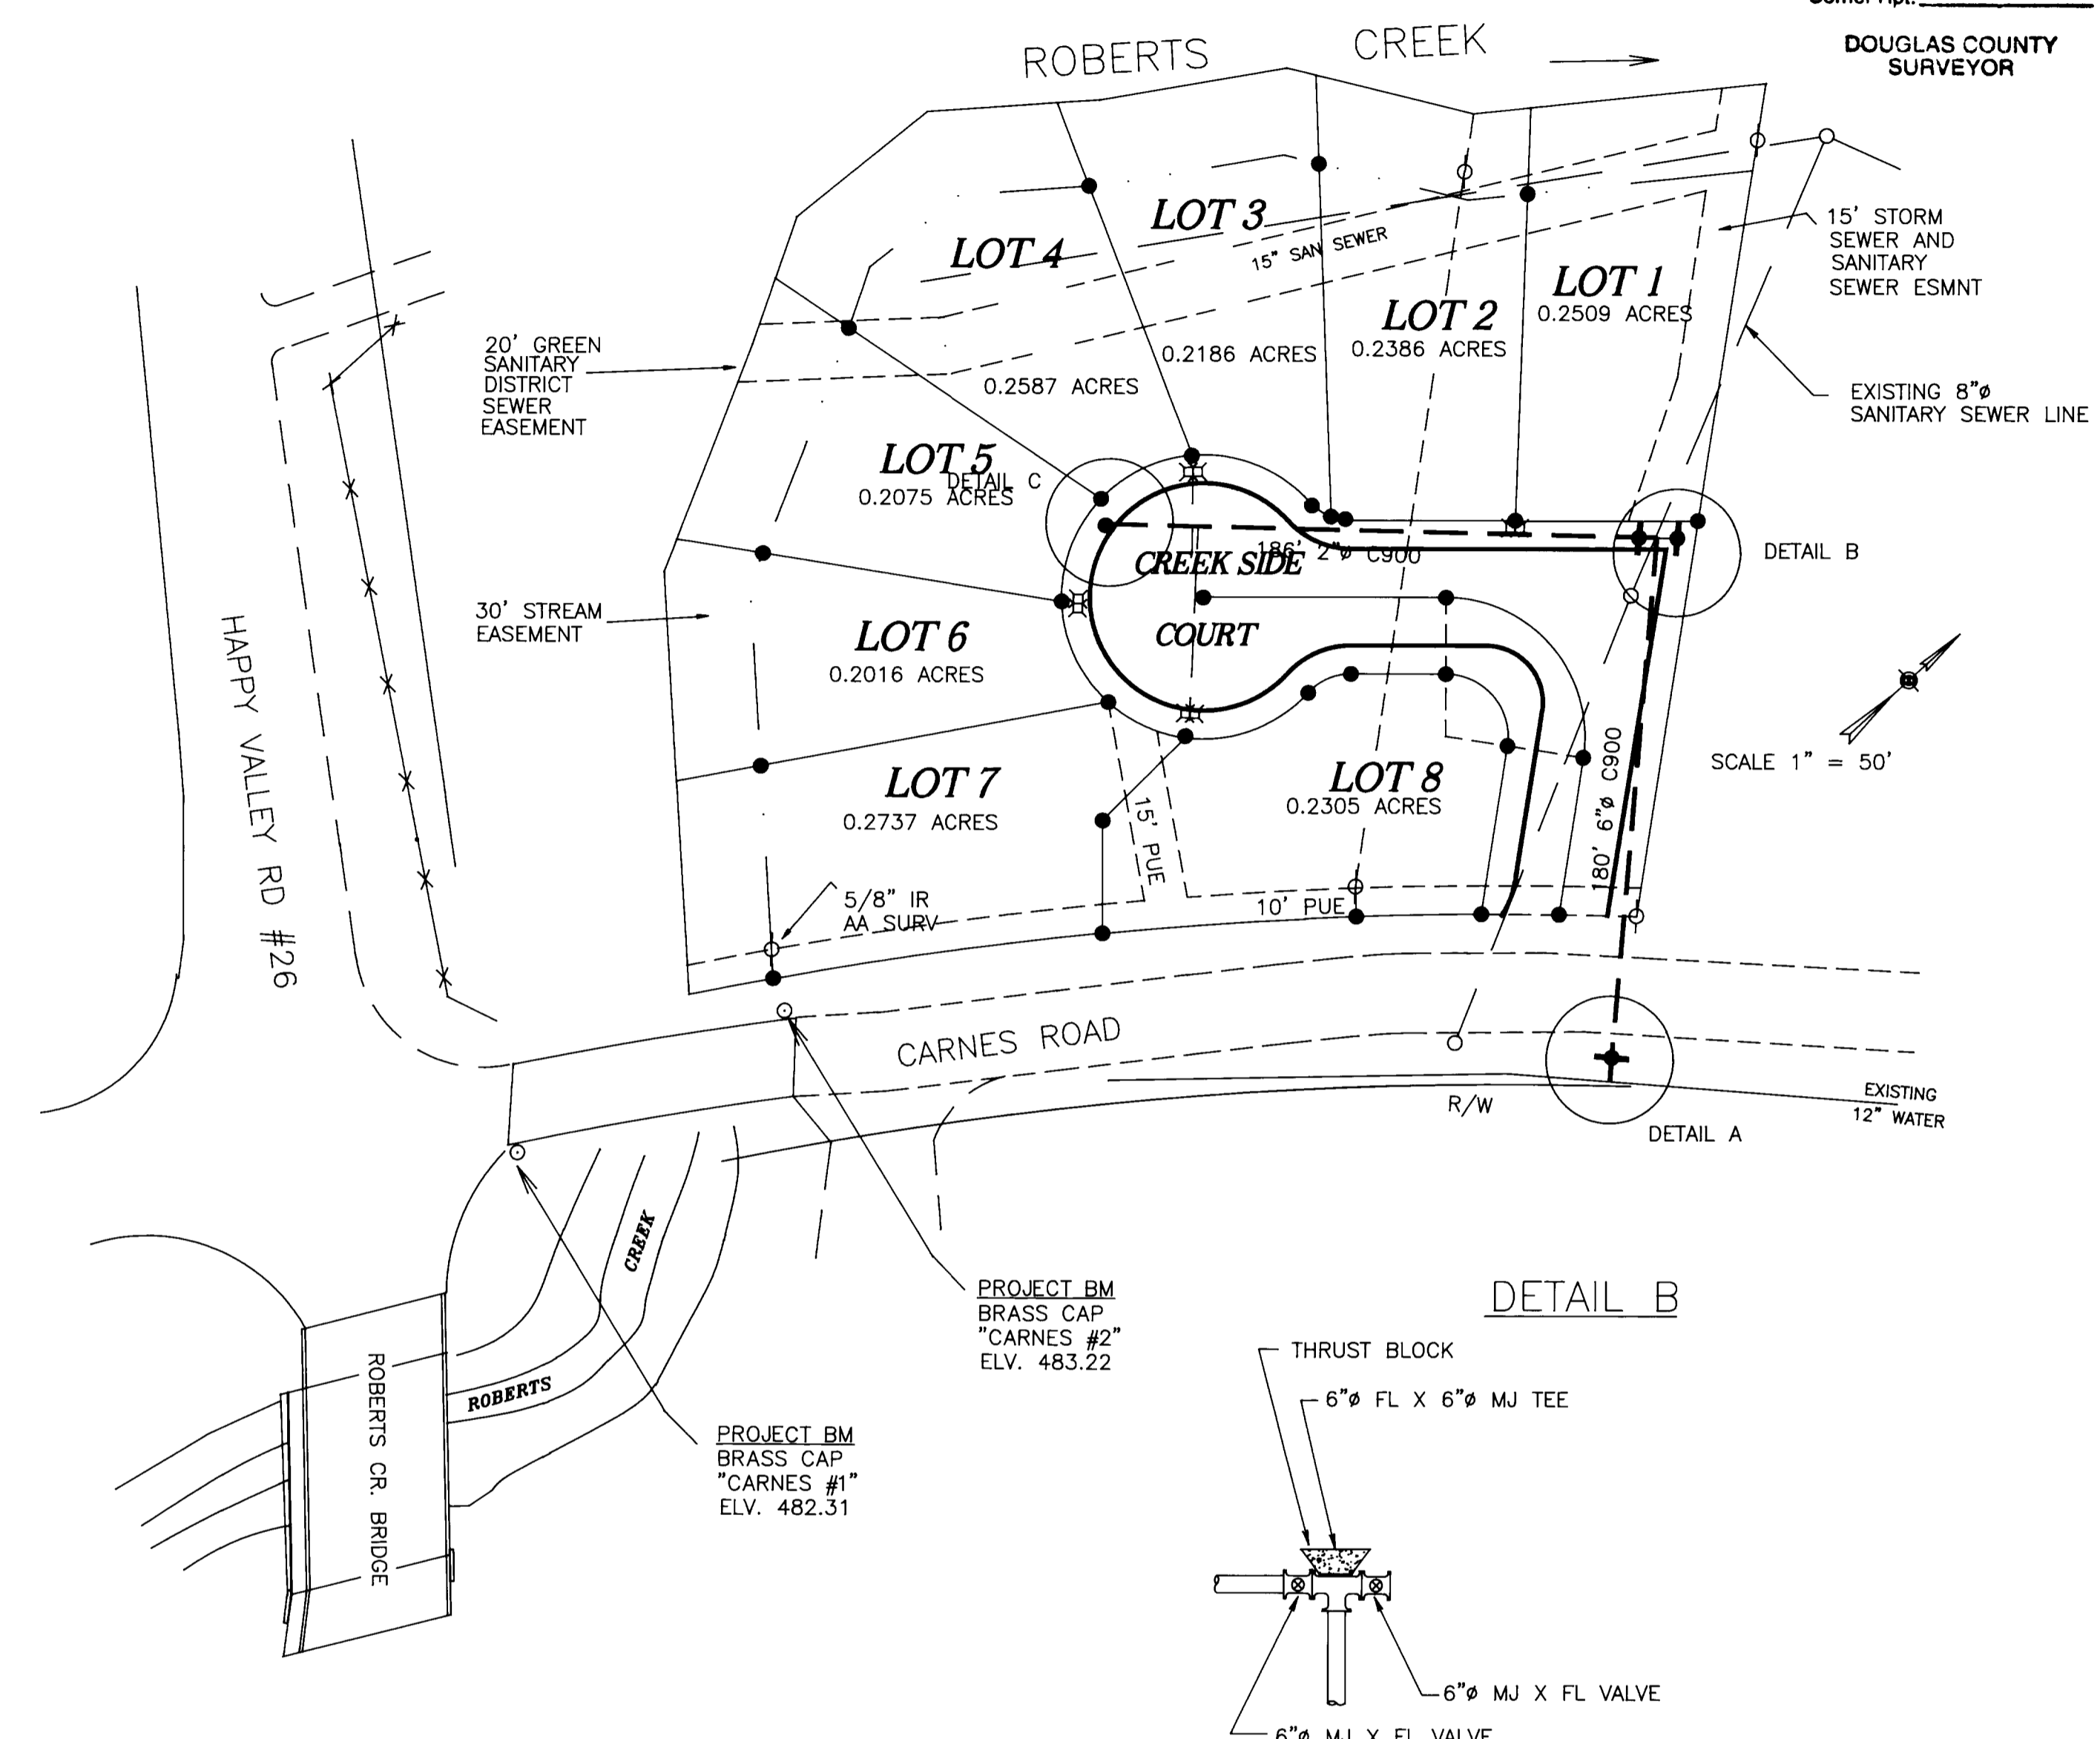 DOUGLAS COUNTY
SURVEYOR
ROBERTS CREEK
15' STORM
SEWER AND
SANITARY
SEWER ESMNT
EXISTING 8"ø
SANITARY SEWER LINE
LOT 1
0.2509 ACRES
LOT 2
0.2386 ACRES
LOT 3
0.2186 ACRES
15" SAN SEWER
LOT 4
0.2587 ACRES
20' GREEN
SANITARY
DISTRICT
SEWER
EASEMENT
LOT 5
DETAIL C
0.2075 ACRES
DETAIL B
CREEK SIDE
COURT
30' STREAM
EASEMENT
LOT 6
0.2016 ACRES
LOT 7
0.2737 ACRES
LOT 8
0.2305 ACRES
15' PUE
10' PUE
180' 6"ø C900
SCALE 1" = 50'
5/8" IR
AA SURV
HAPPY VALLEY RD #26
CARNES ROAD
R/W
EXISTING
12" WATER
DETAIL A
CREEK
ROBERTS
ROBERTS CR. BRIDGE
PROJECT BM
BRASS CAP
"CARNES #2"
ELV. 483.22
PROJECT BM
BRASS CAP
"CARNES #1"
ELV. 482.31
DETAIL B
THRUST BLOCK
6"ø FL X 6"ø MJ TEE
6"ø MJ X FL VALVE
6"ø MJ X FL VALVE